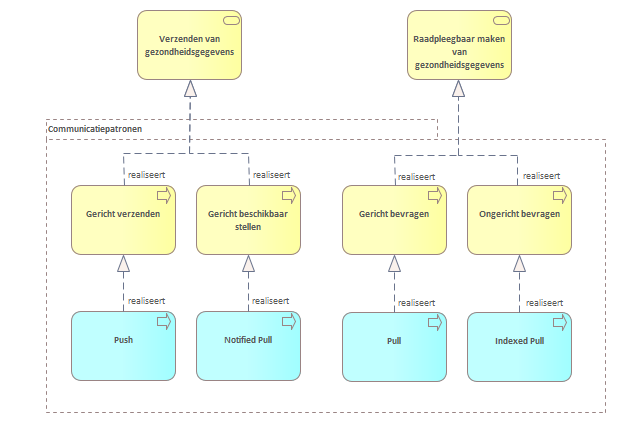 Verzenden van
gezondheidsgegevens
Raadpleegbaar maken
van
gezondheidsgegevens
Communicatiepatronen
realiseert
realiseert
realiseert
realiseert
Gericht verzenden
Gericht beschikbaar
stellen
Gericht bevragen
Ongericht bevragen
realiseert
realiseert
realiseert
realiseert
Push
Notified Pull
Pull
Indexed Pull